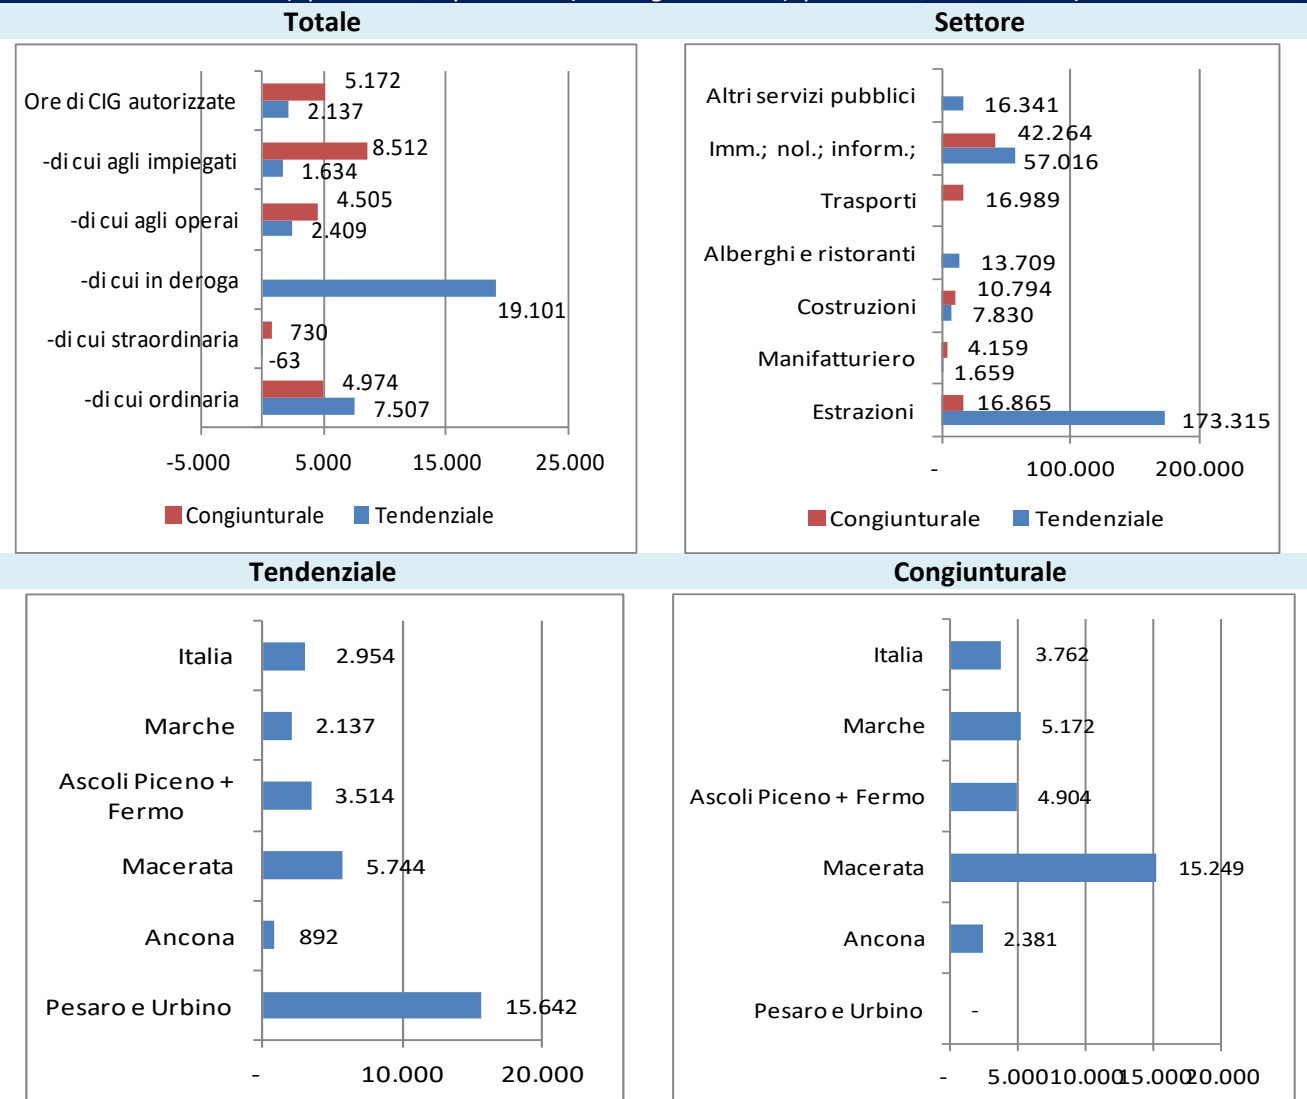 Totale
Settore
Ore di CIG autorizzate
5.172
2.137
-di cui agli impiegati
8.512
1.634
-di cui agli operai
4.505
2.409
-di cui in deroga
19.101
-di cui straordinaria
730
-63
-di cui ordinaria
4.974
7.507
-5.000 5.000 15.000 25.000
Congiunturale Tendenziale
Altri servizi pubblici
16.341
Imm.; nol.; inform.;
42.264
57.016
Trasporti
16.989
Alberghi e ristoranti
13.709
Costruzioni
10.794
7.830
Manifatturiero
4.159
1.659
Estrazioni
16.865
173.315
- 100.000 200.000
Congiunturale Tendenziale
Tendenziale
Congiunturale
Italia
2.954
Marche
2.137
Ascoli Piceno +
Fermo
3.514
Macerata
5.744
Ancona
892
Pesaro e Urbino
15.642
- 10.000 20.000
Italia
3.762
Marche
5.172
Ascoli Piceno + Fermo
4.904
Macerata
15.249
Ancona
2.381
Pesaro e Urbino
-
- 5.000 10.000 15.000 20.000